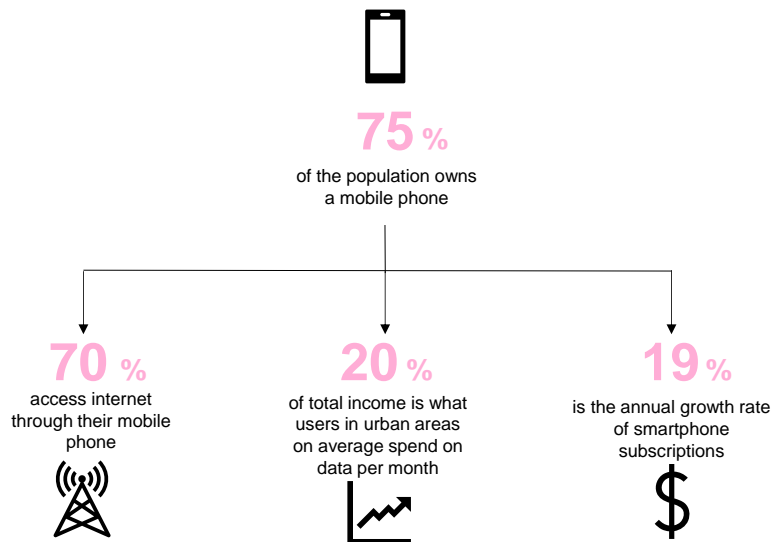 75 %
of the population owns
a mobile phone
70 %
access internet
through their mobile
phone
20 %
of total income is what
users in urban areas
on average spend on
data per month
19 %
is the annual growth rate
of smartphone
subscriptions
$